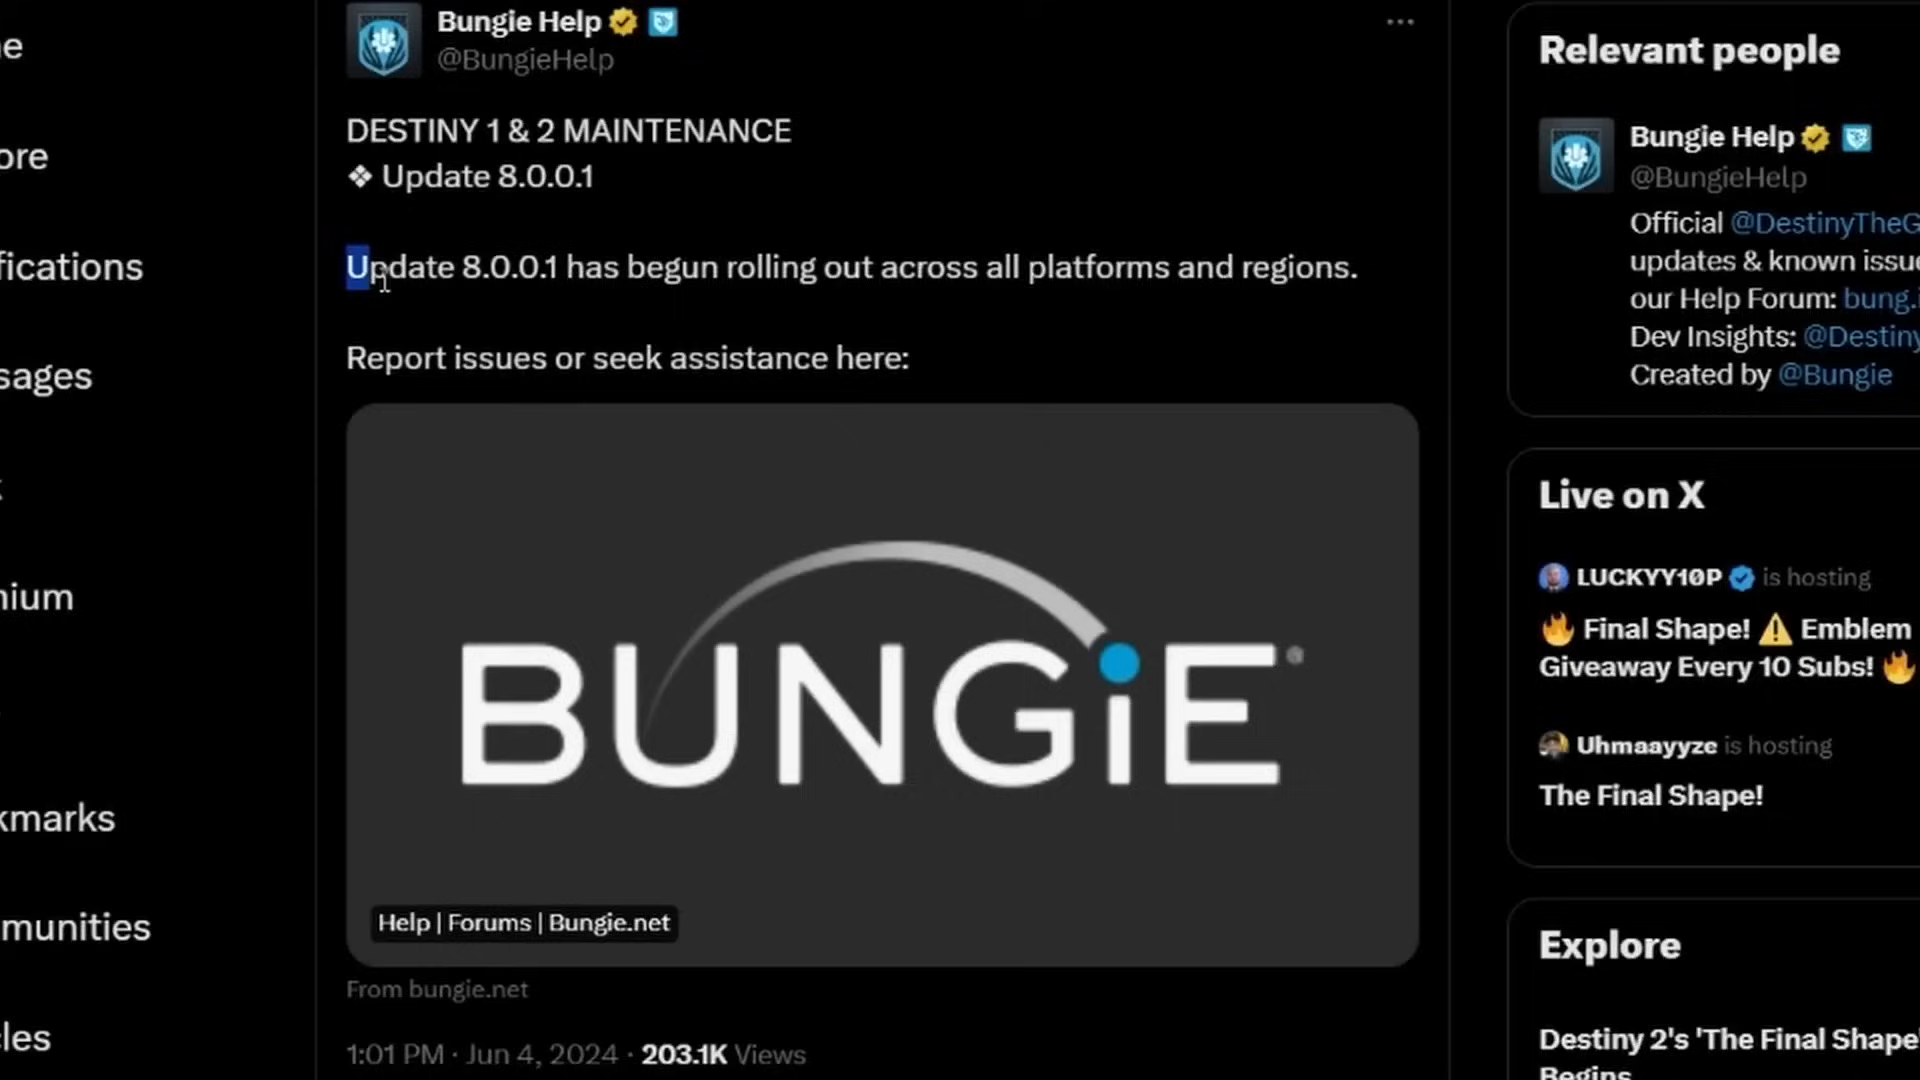 Bungie Help
@BungieHelp
DESTINY 1 & 2 MAINTENANCE
❖ Update 8.0.0.1
Update 8.0.0.1 has begun rolling out across all platforms and regions.
Report issues or seek assistance here:
BUNGiE
Help | Forums | Bungie.net
From bungie.net
1:01 PM · Jun 4, 2024 · 203.1K Views
Relevant people
Bungie Help
@BungieHelp
Official @DestinyTheG
updates & known issue
our Help Forum: bung.i
Dev Insights: @Destiny
Created by @Bungie
Live on X
LUCKYY10P is hosting
🔥 Final Shape! ⚠️ Emblem
Giveaway Every 10 Subs! 🔥
Uhmaayyze is hosting
The Final Shape!
Explore
Destiny 2's 'The Final Shape'
Begins
ore
fications
sages
nium
kmarks
munities
cles